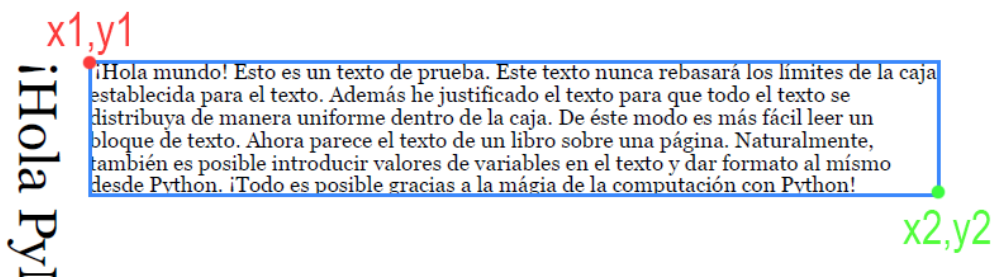 x1,y1
¡Hola mundo! Esto es un texto de prueba. Este texto nunca rebasará los límites de la caja
establecida para el texto. Además he justificado el texto para que todo el texto se
distribuya de manera uniforme dentro de la caja. De éste modo es más fácil leer un
bloque de texto. Ahora parece el texto de un libro sobre una página. Naturalmente,
también es posible introducir valores de variables en el texto y dar formato al mísmo
desde Python. ¡Todo es posible gracias a la mágia de la computación con Python!
x2,y2
¡Hola